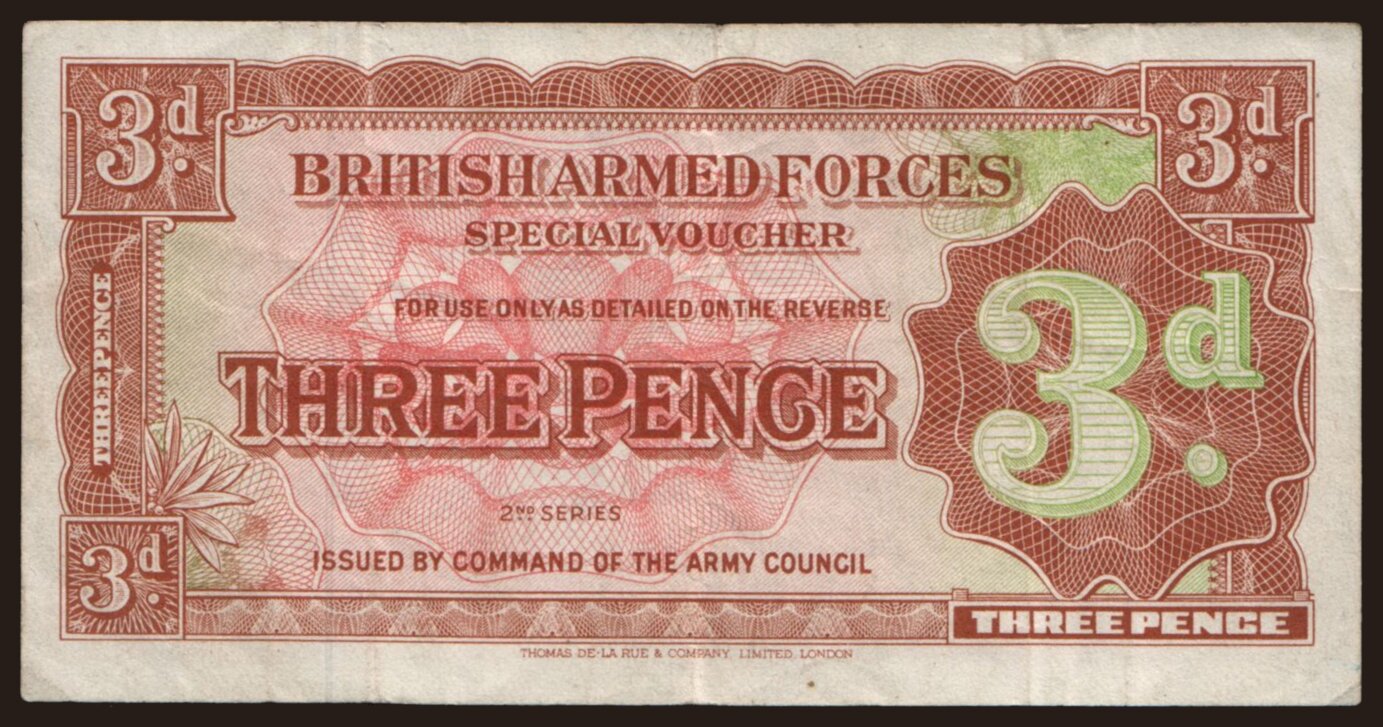 3d.
3d.
BRITISH ARMED FORCES
SPECIAL VOUCHER
FOR USE ONLY AS DETAILED ON THE REVERSE
THREE PENCE
THREE PENCE
3d.
2ND SERIES
ISSUED BY COMMAND OF THE ARMY COUNCIL
3d.
THREE PENCE
THOMAS DE-LA RUE & COMPANY, LIMITED, LONDON